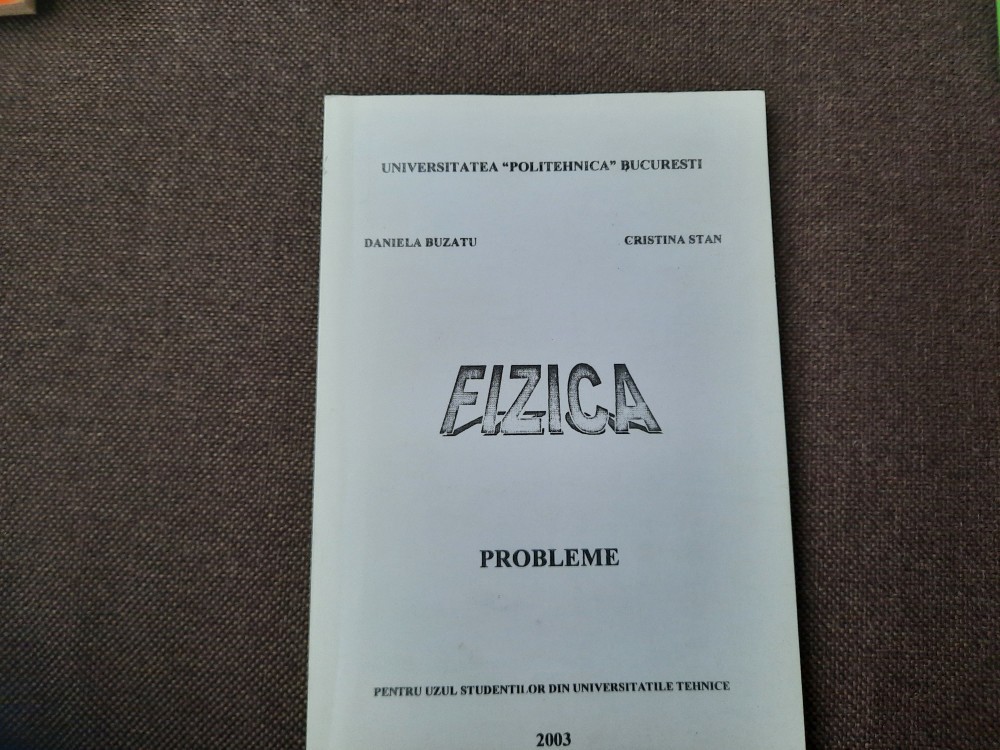 UNIVERSITATEA "POLITEHNICA" BUCURESTI
DANIELA BUZATU CRISTINA STAN
FIZICA
PROBLEME
PENTRU UZUL STUDENTILOR DIN UNIVERSITATILE TEHNICE
2003